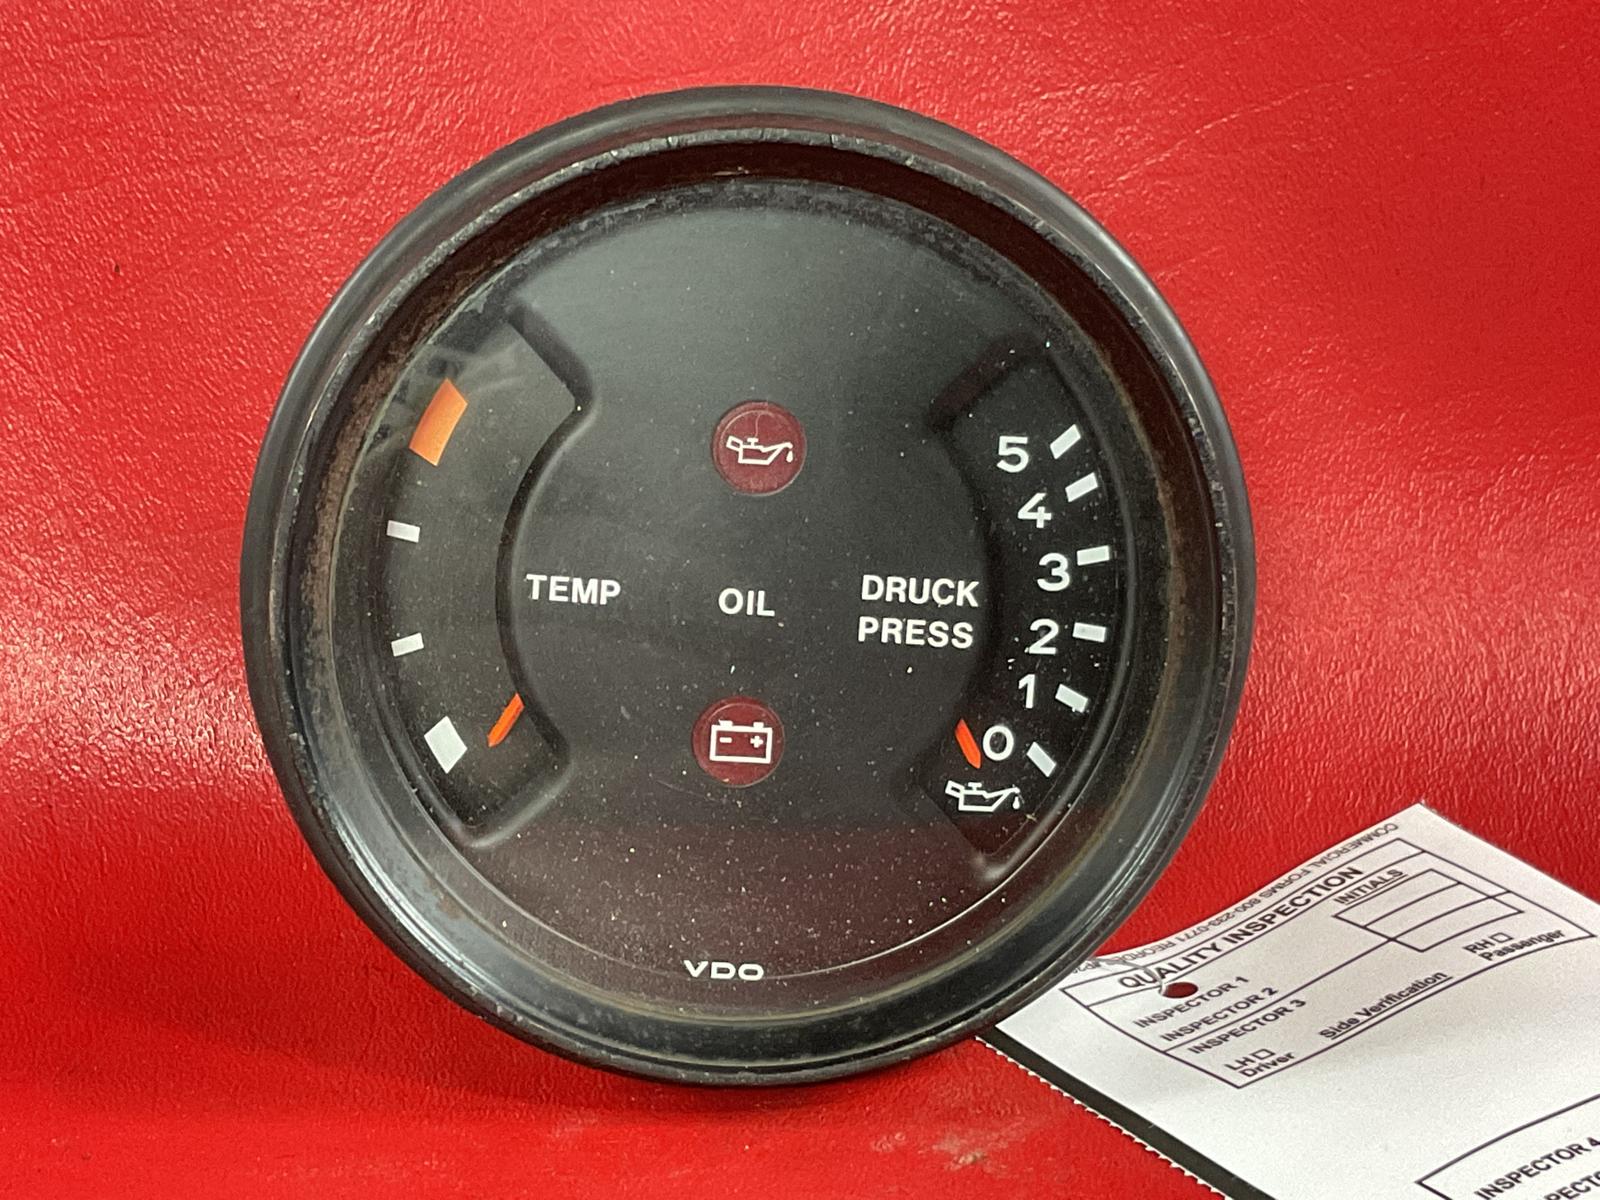 TEMP
OIL
DRUCK
PRESS
5
4
3
2
1
0
VDO
QUALITY INSPECTION
INITIALS
INSPECTOR 1
INSPECTOR 2
INSPECTOR 3
LH
Driver
Side Verification
RH
Passenger
INSPECTOR 4